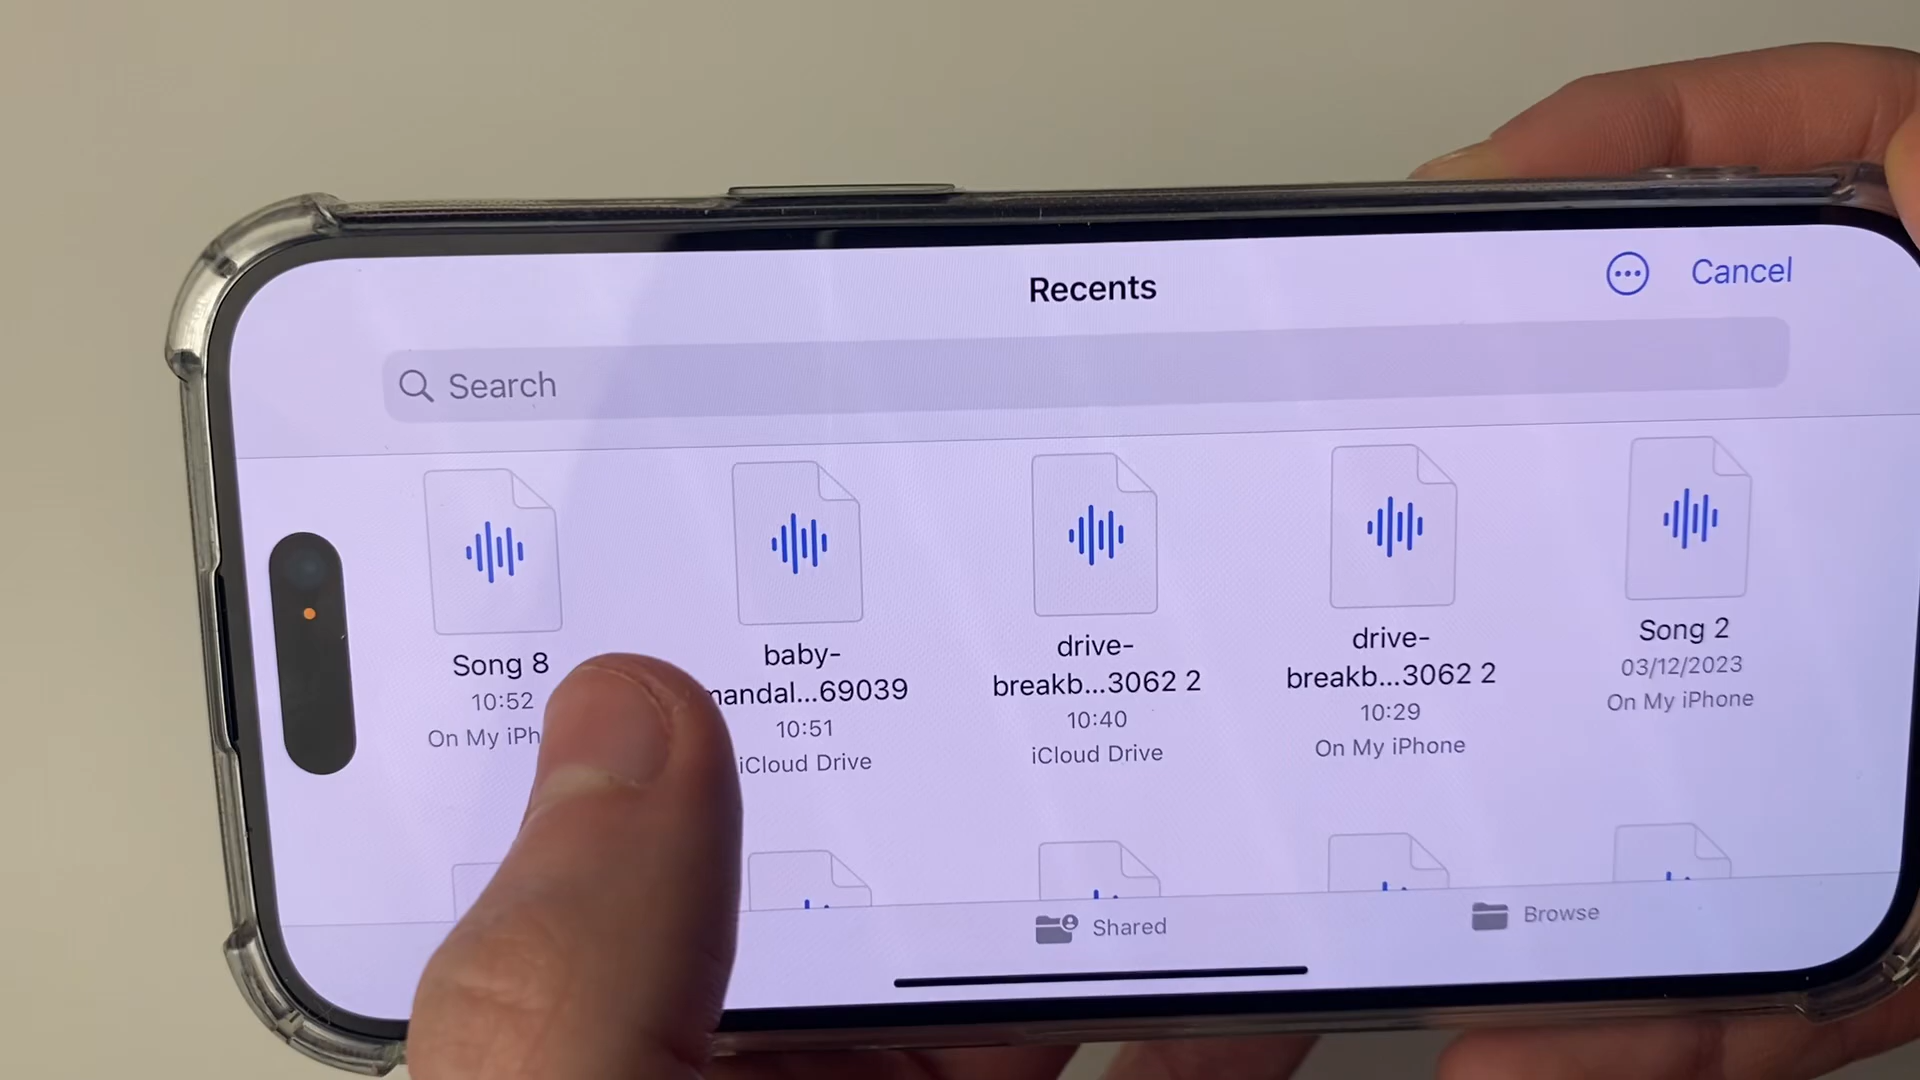 Recents
Cancel
Search
Song 8
10:52
On My
baby-
69039
10:51
iCloud Drive
drive-
breakb...3062 2
10:40
iCloud Drive
drive-
breakb...3062 2
10:29
On My iPhone
Song 2
03/12/2023
On My iPhone
Shared
Browse